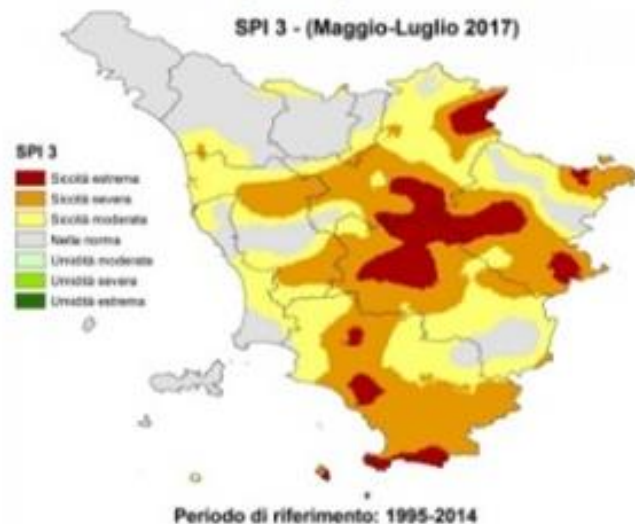 SPI 3 - (Maggio-Luglio 2017)
SPI 3
Siccità estrema
Siccità severa
Siccità moderata
Nella norma
Umidità moderata
Umidità severa
Umidità estrema
Periodo di riferimento: 1995-2014